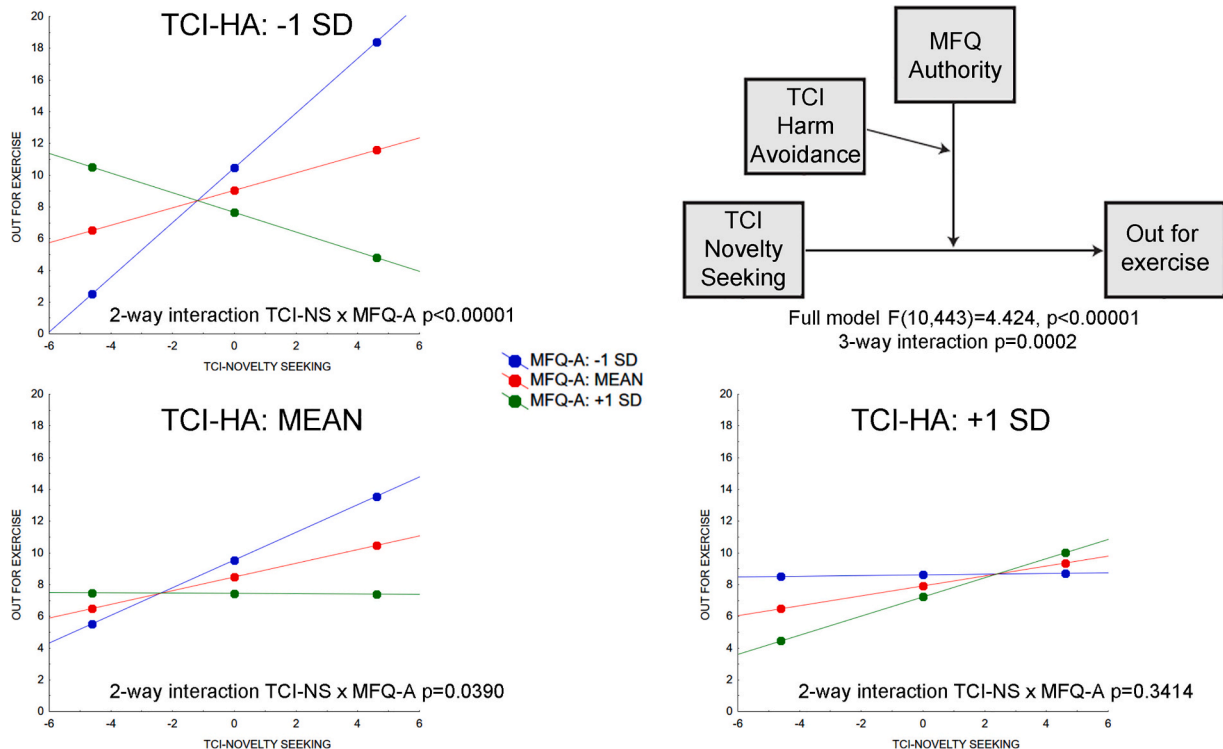 TCI-HA: -1 SD
20
18
16
14
12
10
8
6
4
2
0
OUT FOR EXERCISE
2-way interaction TCI-NS x MFQ-A p<0.00001
-6 -4 -2 0 2 4 6
TCI-NOVELTY SEEKING
MFQ
Authority
TCI
Harm
Avoidance
TCI
Novelty
Seeking
Out for
exercise
Full model F(10,443)=4.424, p<0.00001
3-way interaction p=0.0002
MFQ-A: -1 SD
MFQ-A: MEAN
MFQ-A: +1 SD
TCI-HA: MEAN
20
18
16
14
12
10
8
6
4
2
0
OUT FOR EXERCISE
2-way interaction TCI-NS x MFQ-A p=0.0390
-6 -4 -2 0 2 4 6
TCI-NOVELTY SEEKING
TCI-HA: +1 SD
20
18
16
14
12
10
8
6
4
2
0
OUT FOR EXERCISE
2-way interaction TCI-NS x MFQ-A p=0.3414
-6 -4 -2 0 2 4 6
TCI-NOVELTY SEEKING